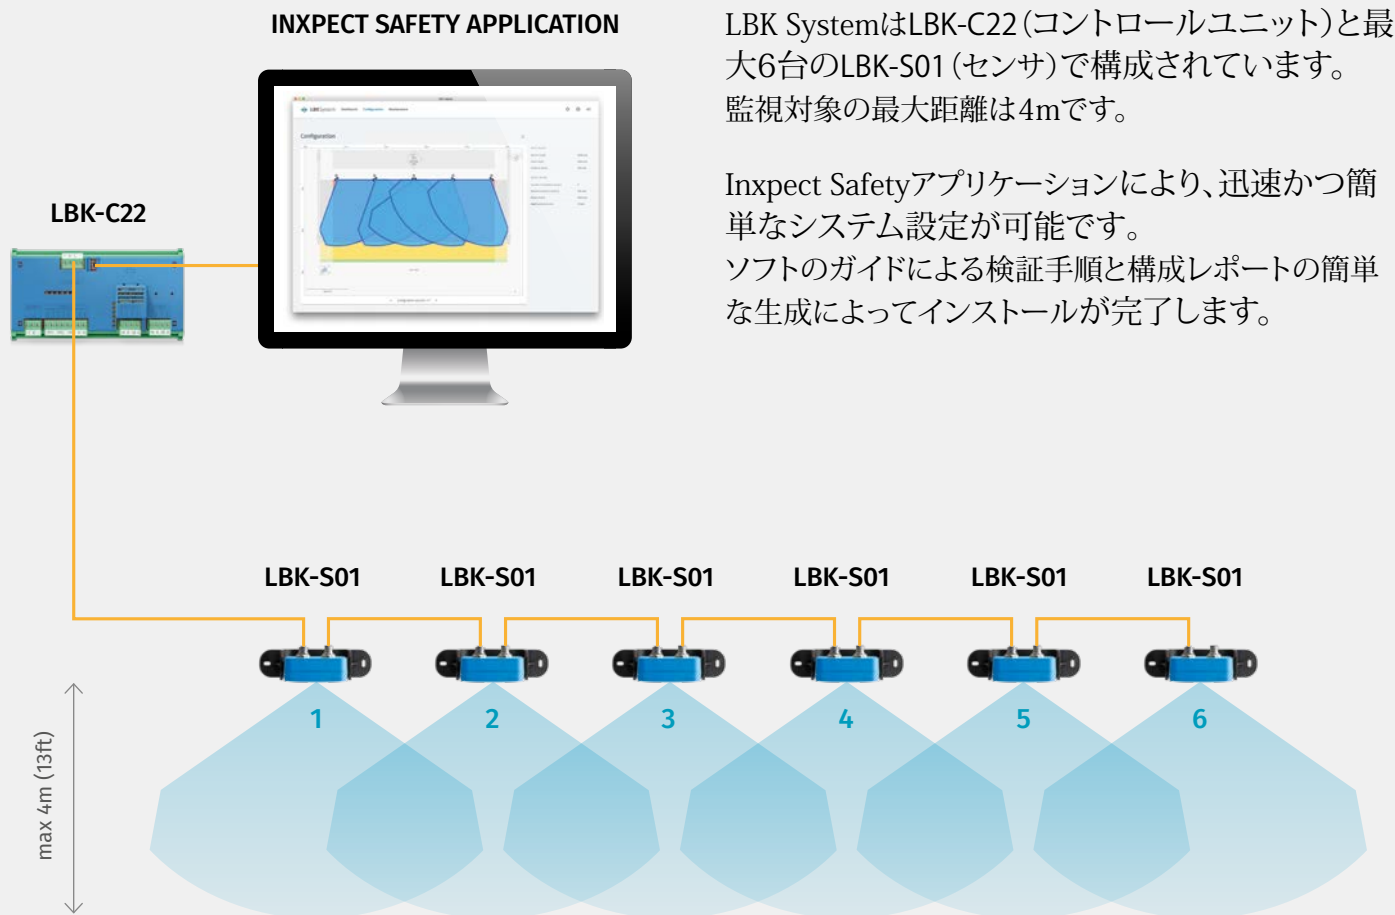 INXPECT SAFETY APPLICATION
LBK SystemはLBK-C22(コントロールユニット)と最
大6台のLBK-S01(センサ)で構成されています。
監視対象の最大距離は4mです。
Inxpect Safetyアプリケーションにより、迅速かつ簡
単なシステム設定が可能です。
ソフトのガイドによる検証手順と構成レポートの簡単
な生成によってインストールが完了します。
LBK-C22
Configuration
LBK-S01 LBK-S01 LBK-S01 LBK-S01 LBK-S01 LBK-S01
1 2 3 4 5 6
max 4m (13ft)